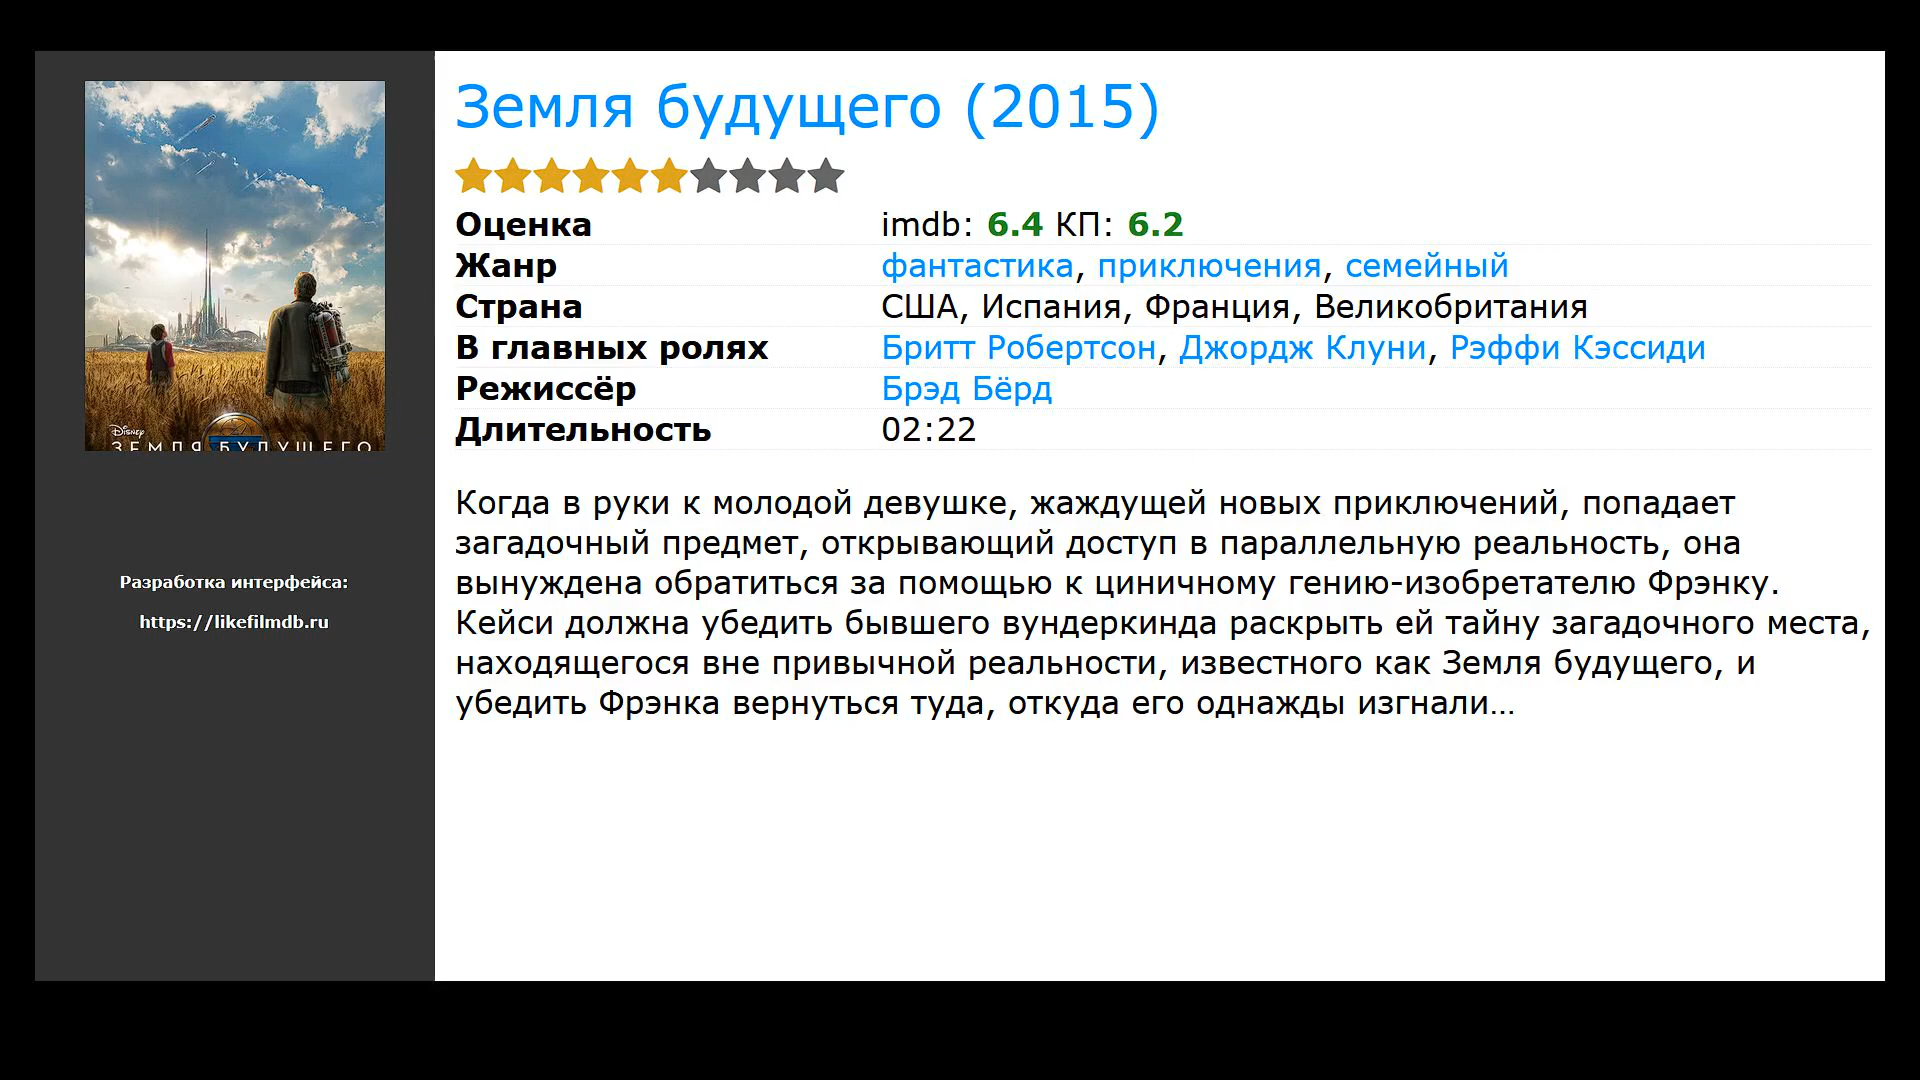 Disney
ЗЕМЛЯ БУДУЩЕГО
Разработка интерфейса:
https://likefilmdb.ru
Земля будущего (2015)
Оценка imdb: 6.4 КП: 6.2
Жанр фантастика, приключения, семейный
Страна США, Испания, Франция, Великобритания
В главных ролях Бритт Робертсон, Джордж Клуни, Рэффи Кэссиди
Режиссёр Брэд Бёрд
Длительность 02:22
Когда в руки к молодой девушке, жаждущей новых приключений, попадает
загадочный предмет, открывающий доступ в параллельную реальность, она
вынуждена обратиться за помощью к циничному гению-изобретателю Фрэнку.
Кейси должна убедить бывшего вундеркинда раскрыть ей тайну загадочного места,
находящегося вне привычной реальности, известного как Земля будущего, и
убедить Фрэнка вернуться туда, откуда его однажды изгнали...